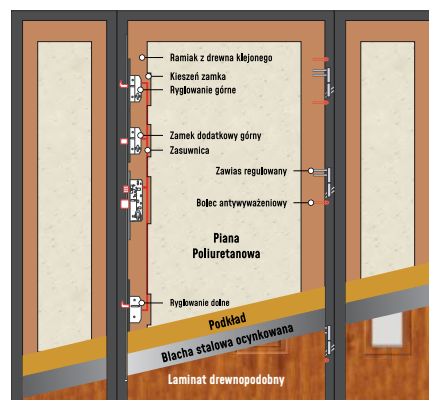 Ramiak z drewna klejonego
Kieszeń zamka
Ryglowanie górne
Zamek dodatkowy górny
Zasuwnica
Zawias regulowany
Bolec antywyważeniowy
Piana
Poliuretanowa
Ryglowanie dolne
Podkład
Blacha stalowa ocynkowana
Laminat drewnopodobny